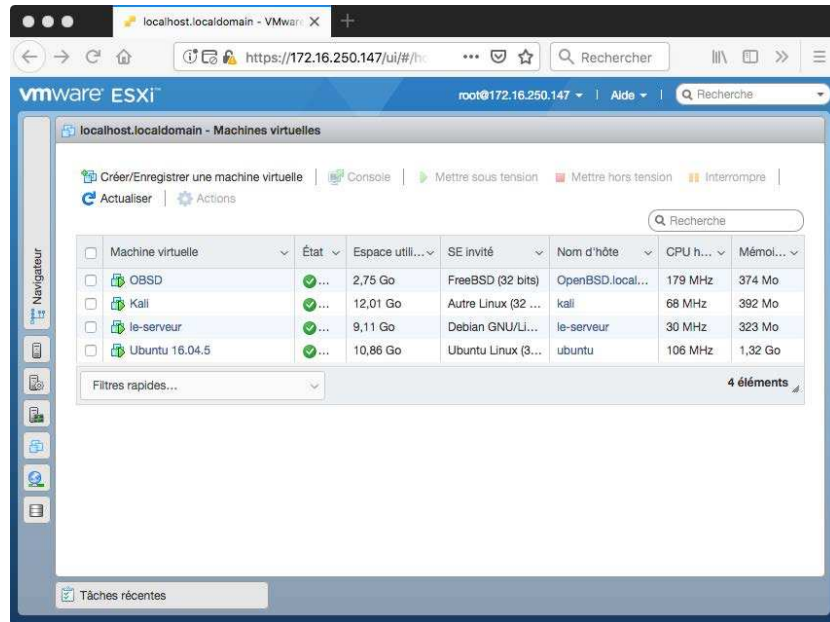 localhost.localdomain - VMwar
https://172.16.250.147/ui/#/h
Rechercher
vmware ESXi™
root@172.16.250.147
Aide
Recherche
Navigateur
localhost.localdomain - Machines virtuelles
Créer/Enregistrer une machine virtuelle | Console | Mettre sous tension Mettre hors tension Interrompre |
Actualiser | Actions
Recherche
Machine virtuelle État Espace utili... SE invité Nom d'hôte CPU h... Mémoi...
OBSD ... 2,75 Go FreeBSD (32 bits) OpenBSD.local... 179 MHz 374 Mo
Kali ... 12,01 Go Autre Linux (32 ... kali 68 MHz 392 Mo
le-serveur ... 9,11 Go Debian GNU/Li... le-serveur 30 MHz 323 Mo
Ubuntu 16.04.5 ... 10,86 Go Ubuntu Linux (3... ubuntu 106 MHz 1,32 Go
Filtres rapides...
4 éléments
Tâches récentes